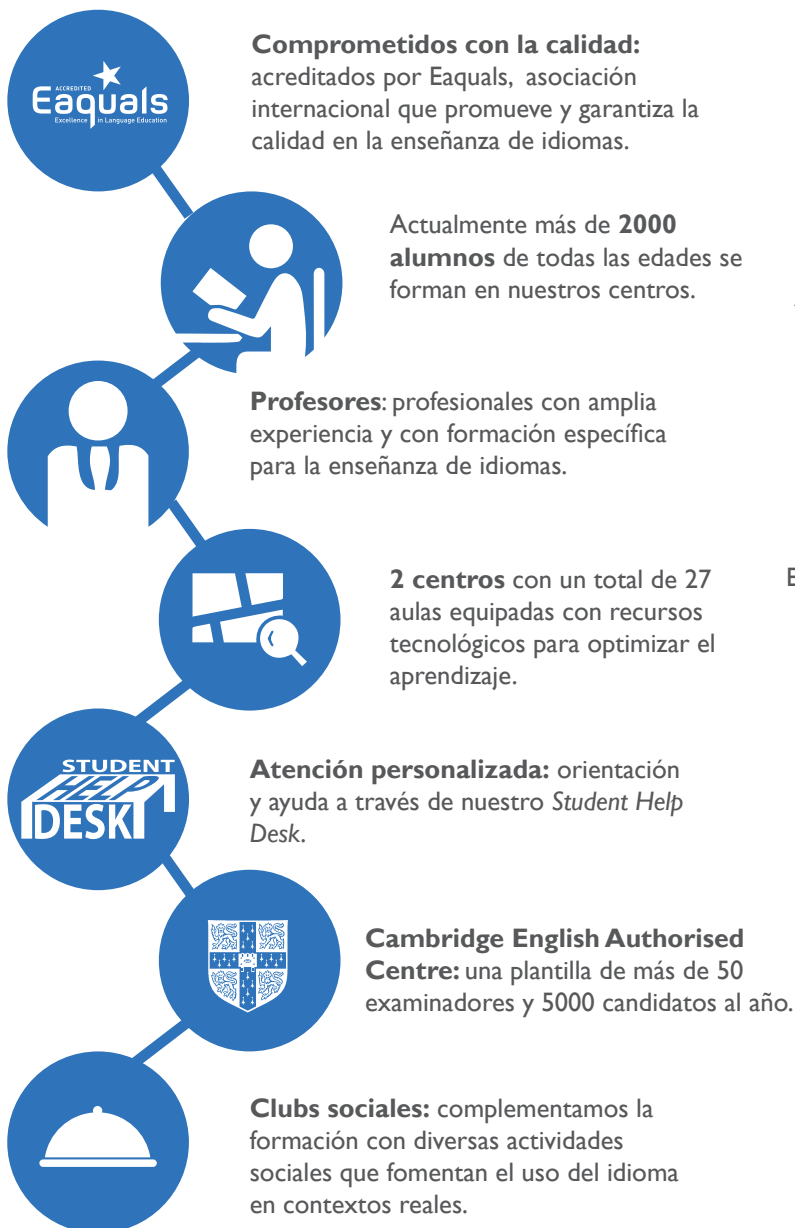 ACCREDITED
Eaquals
Excellence in Language Education
Comprometidos con la calidad:
acreditados por Eaquals, asociación
internacional que promueve y garantiza la
calidad en la enseñanza de idiomas.
Actualmente más de 2000
alumnos de todas las edades se
forman en nuestros centros.
Profesores: profesionales con amplia
experiencia y con formación específica
para la enseñanza de idiomas.
2 centros con un total de 27
aulas equipadas con recursos
tecnológicos para optimizar el
aprendizaje.
E
STUDENT
HELP
DESK
Atención personalizada: orientación
y ayuda a través de nuestro Student Help
Desk.
Cambridge English Authorised
Centre: una plantilla de más de 50
examinadores y 5000 candidatos al año.
Clubs sociales: complementamos la
formación con diversas actividades
sociales que fomentan el uso del idioma
en contextos reales.